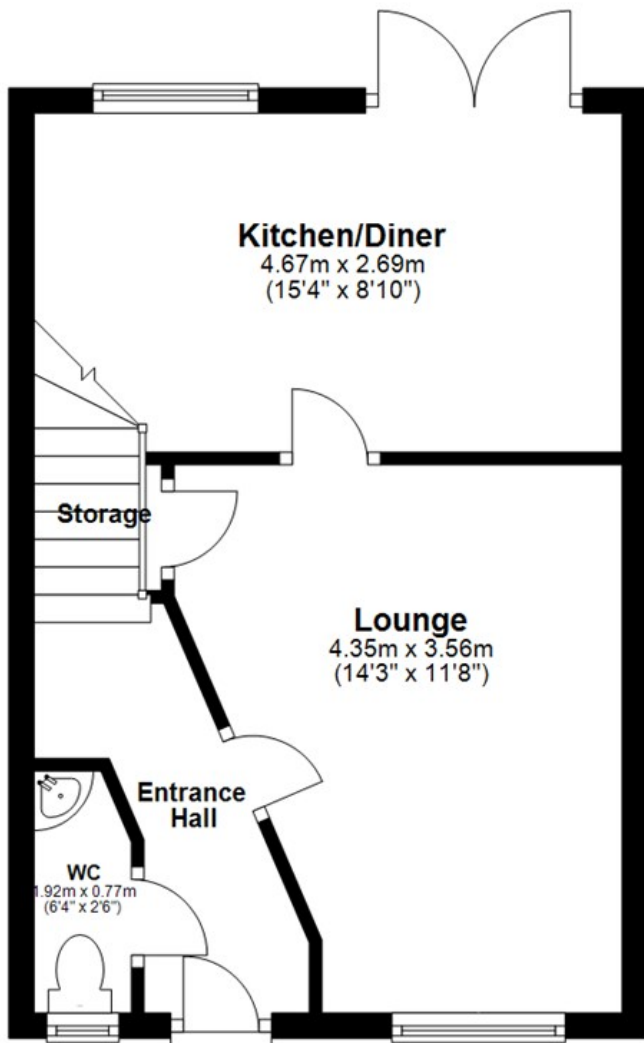 Kitchen/Diner
4.67m x 2.69m
(15'4" x 8'10")
Storage
Lounge
4.35m x 3.56m
(14'3" x 11'8")
Entrance
Hall
WC
1.92m x 0.77m
(6'4" x 2'6")